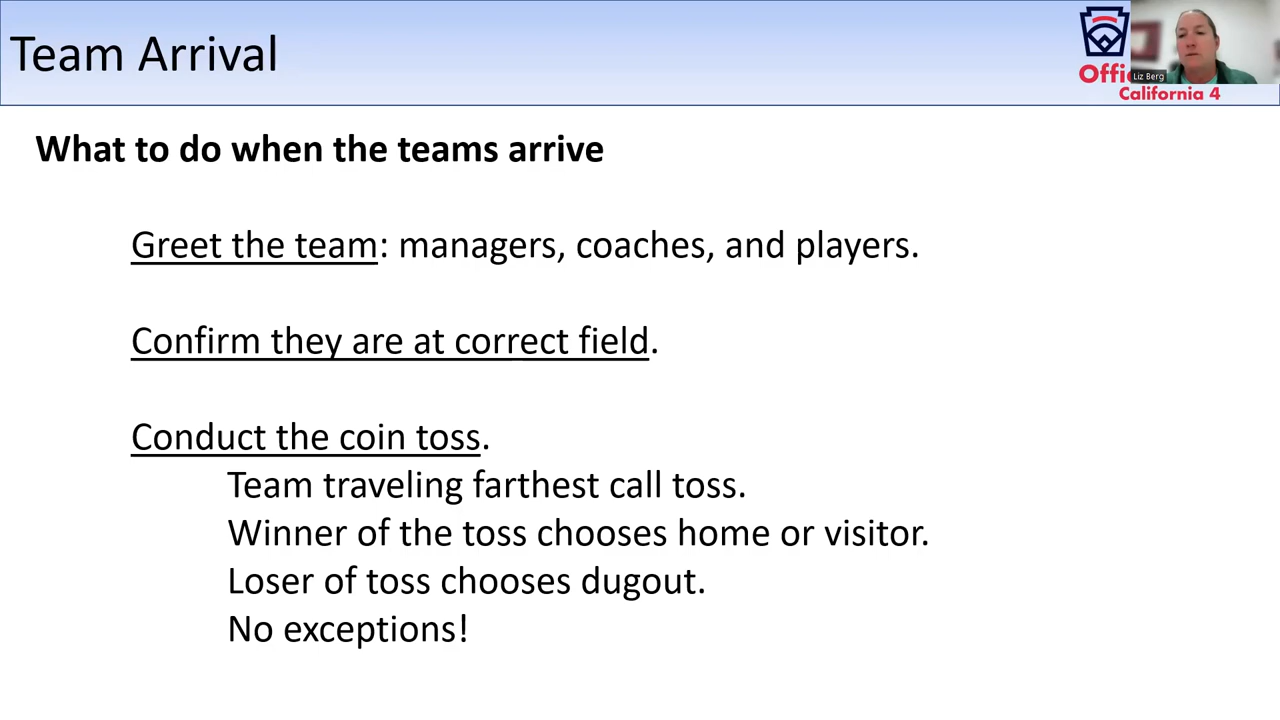 Team Arrival
Offi
Liz Berg
California 4
What to do when the teams arrive
Greet the team: managers, coaches, and players.
Confirm they are at correct field.
Conduct the coin toss.
Team traveling farthest call toss.
Winner of the toss chooses home or visitor.
Loser of toss chooses dugout.
No exceptions!